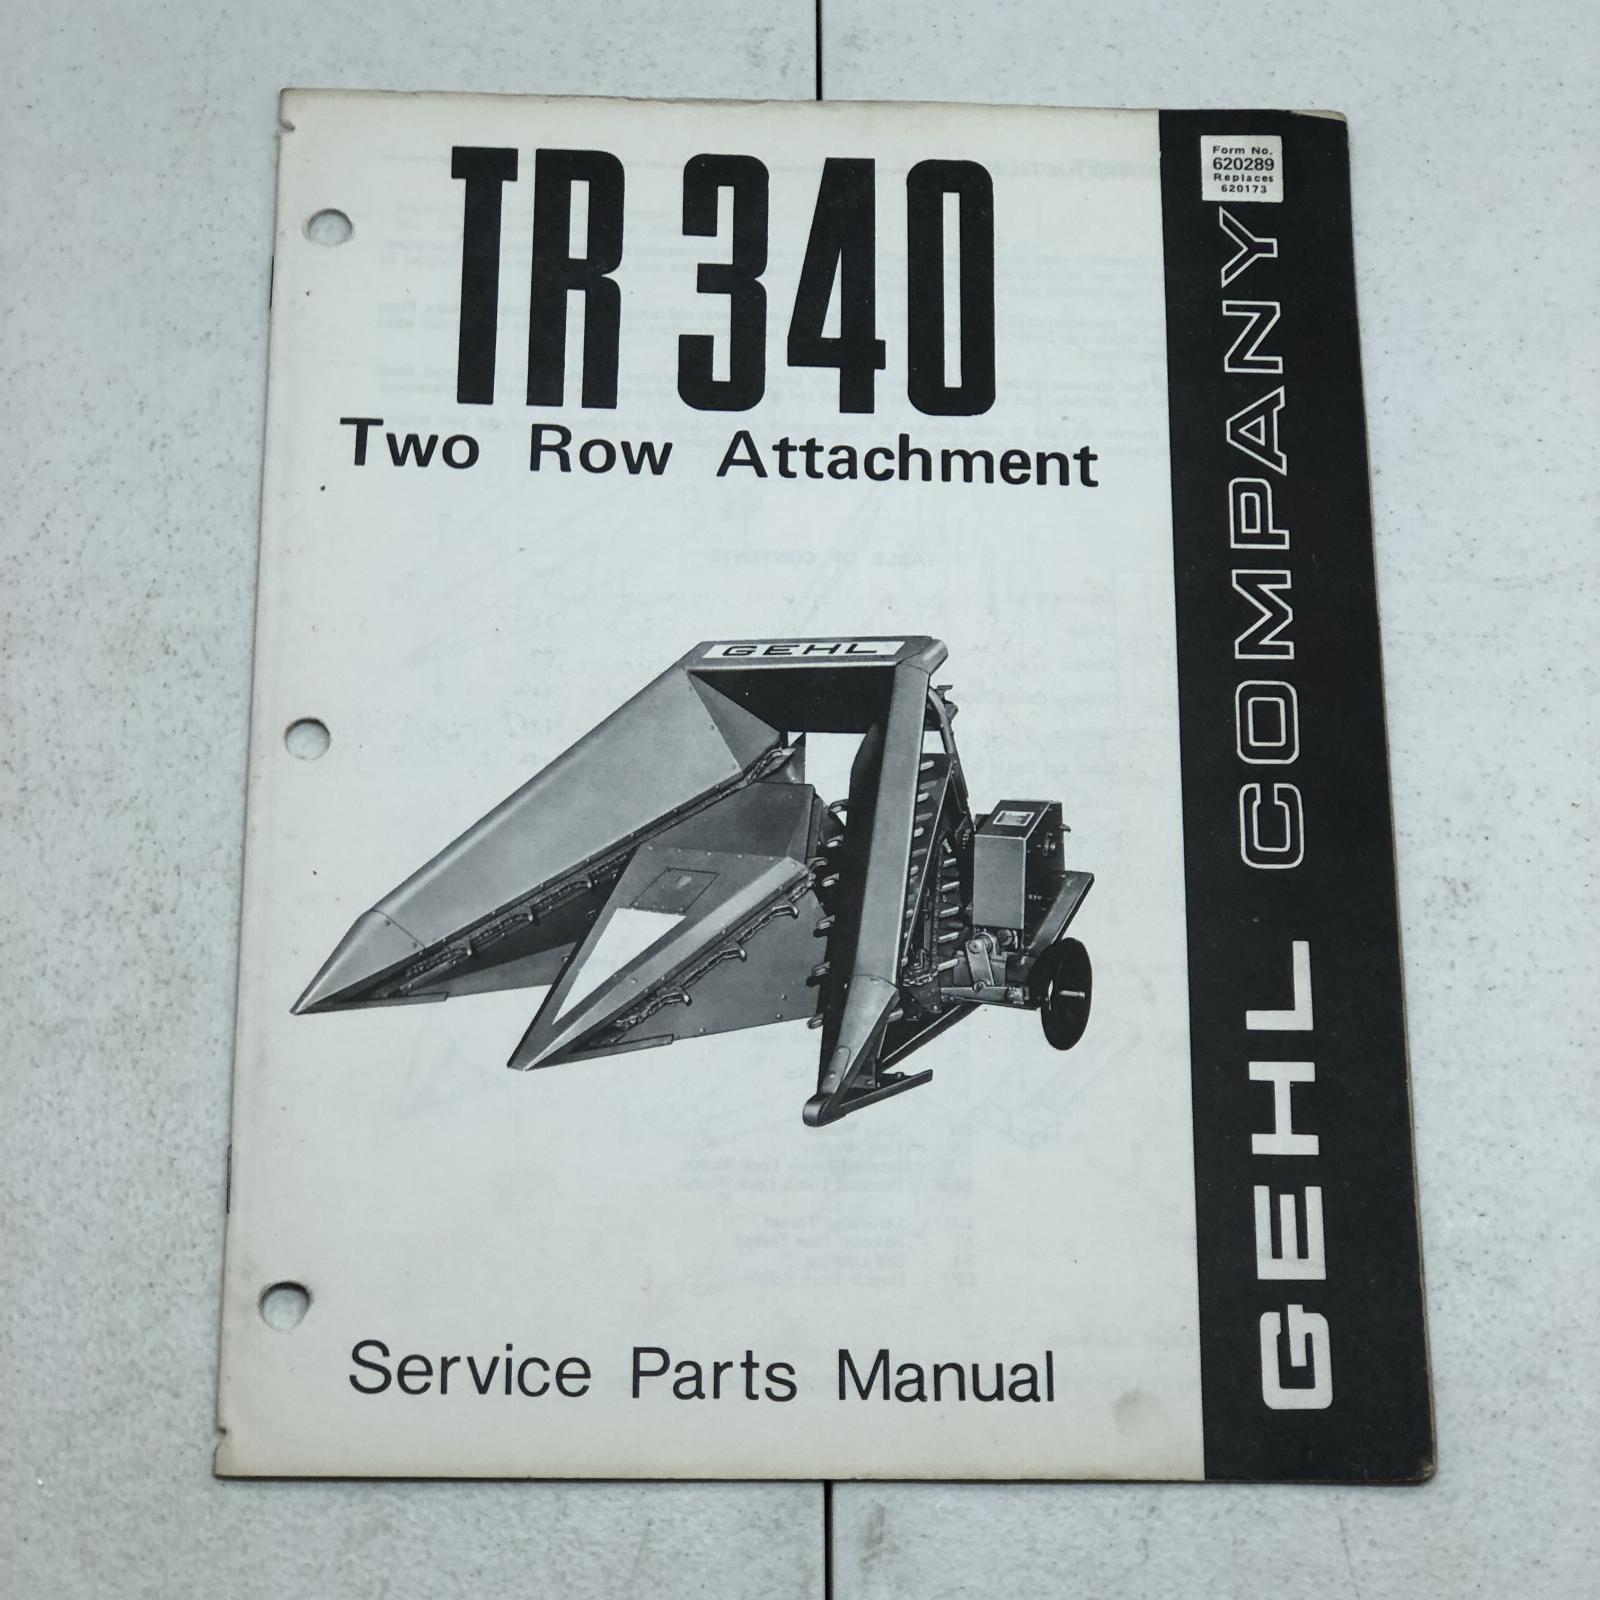 TR 340
Two Row Attachment
Form No.
620289
Replaces
620173
GEHL COMPANY
GEHL
Service Parts Manual